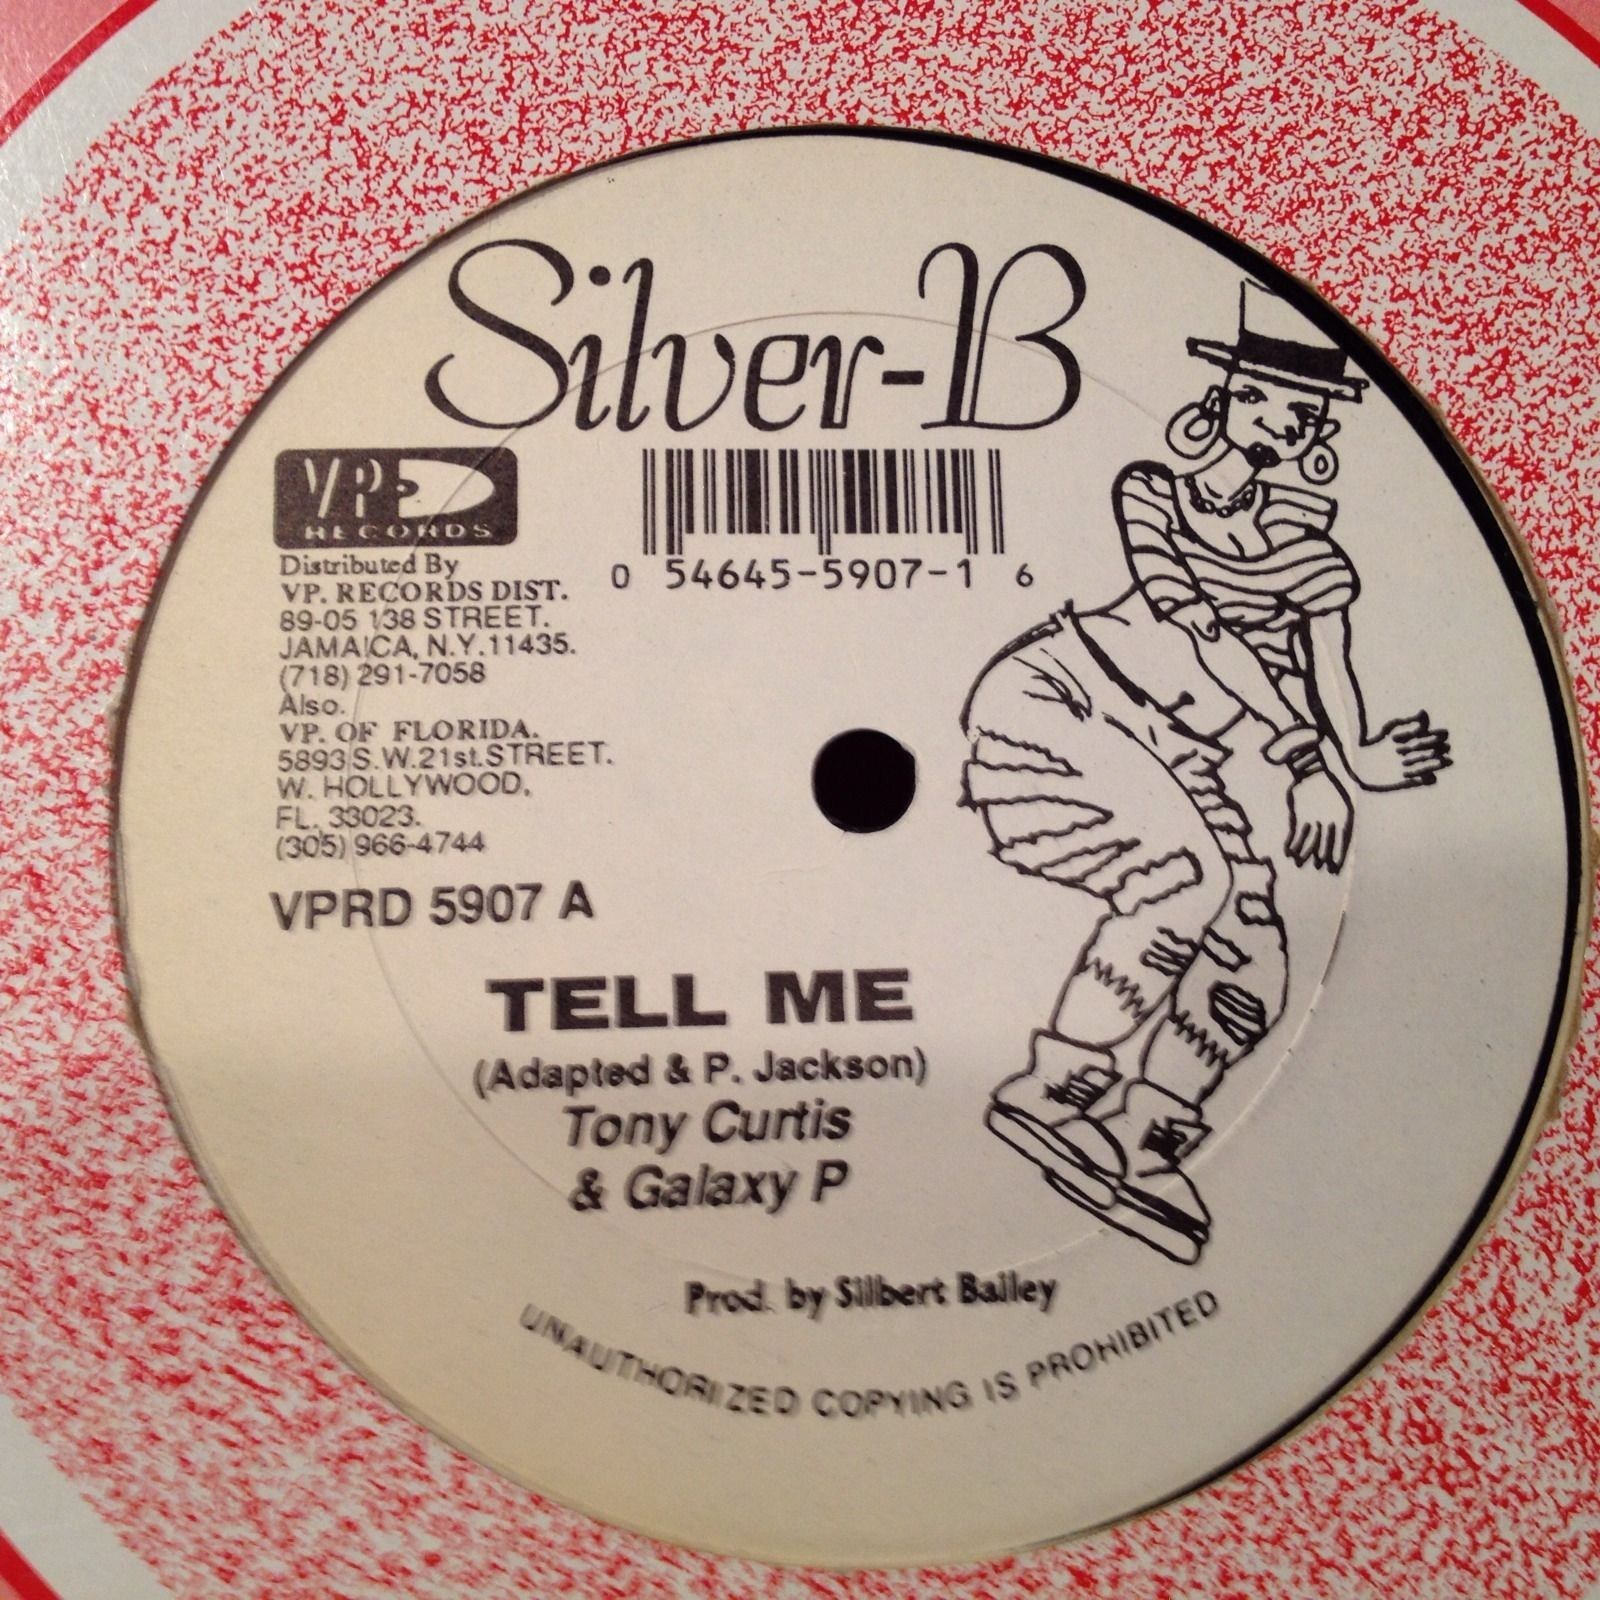 Silver-B
VP
RECORDS
0 54645-5907-1 6
Distributed By
VP. RECORDS DIST.
89-05 138 STREET.
JAMAICA, N.Y.11435.
(718) 291-7058
Also.
VP. OF FLORIDA.
5893 S.W.21st.STREET.
W. HOLLYWOOD,
FL. 33023.
(305) 966-4744
VPRD 5907 A
TELL ME
(Adapted & P. Jackson)
Tony Curtis
& Galaxy P
Prod. by Silbert Bailey
UNAUTHORIZED COPYING IS PROHIBITED